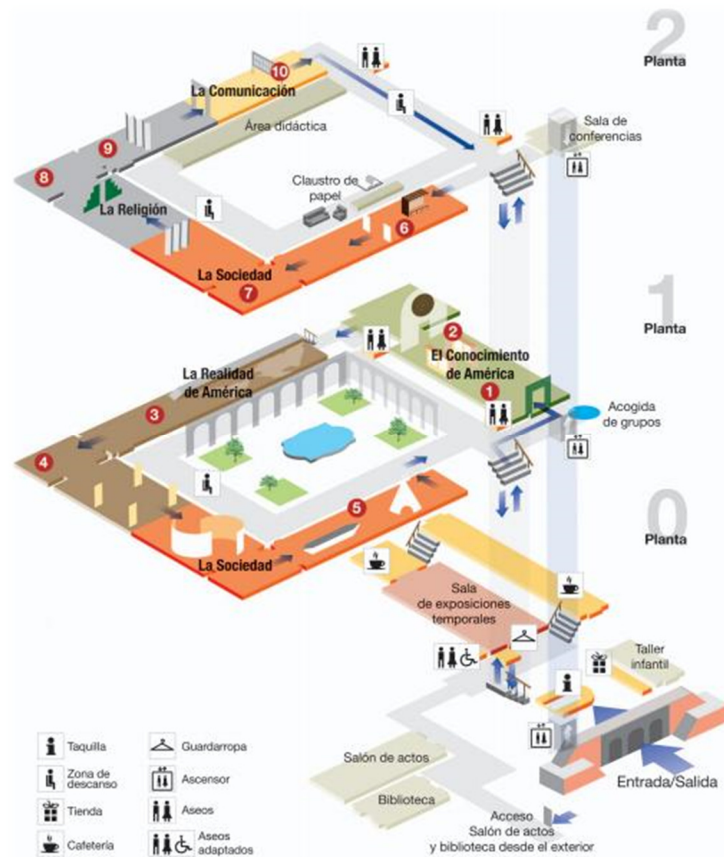 2
Planta
10
La Comunicación
Área didáctica
Sala de
conferencias
9
8
Claustro de
papel
La Religión
6
La Sociedad
7
1
Planta
2
El Conocimiento
de América
La Realidad
de América
1
3
Acogida
de grupos
4
5
0
Planta
La Sociedad
Sala
de exposiciones
temporales
Taller
infantil
Taquilla
Guardarropa
Zona de
descanso
Ascensor
Tienda
Aseos
Cafetería
Aseos
adaptados
Salón de actos
Biblioteca
Entrada/Salida
Acceso
Salón de actos
y biblioteca desde el exterior